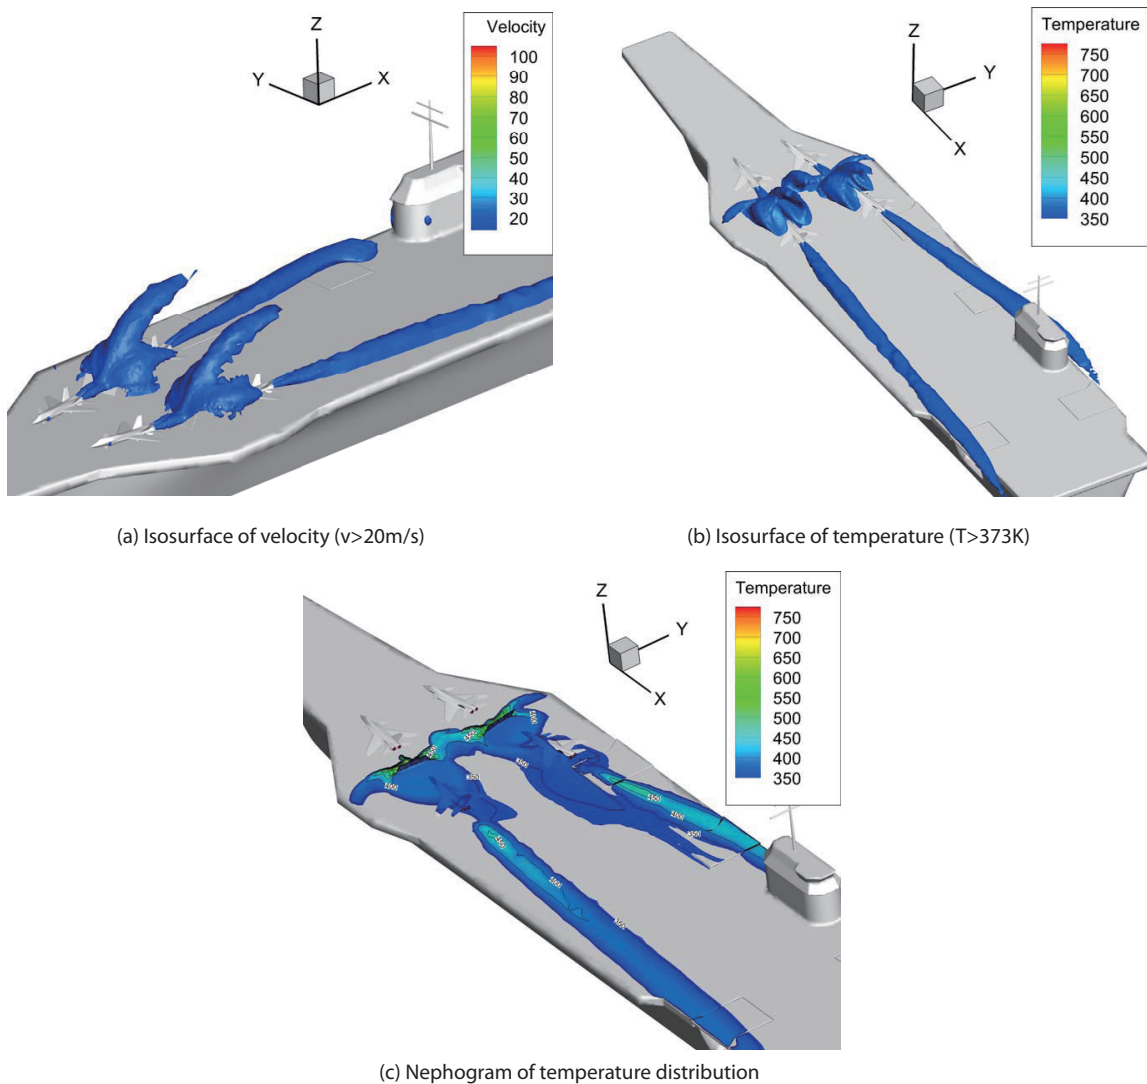 Z
Y
X
Velocity
100
90
80
70
60
50
40
30
20
(a) Isosurface of velocity (v>20m/s)
Z
Y
X
Temperature
750
700
650
600
550
500
450
400
350
(b) Isosurface of temperature (T>373K)
Z
Y
X
Temperature
750
700
650
600
550
500
450
400
350
(c) Nephogram of temperature distribution